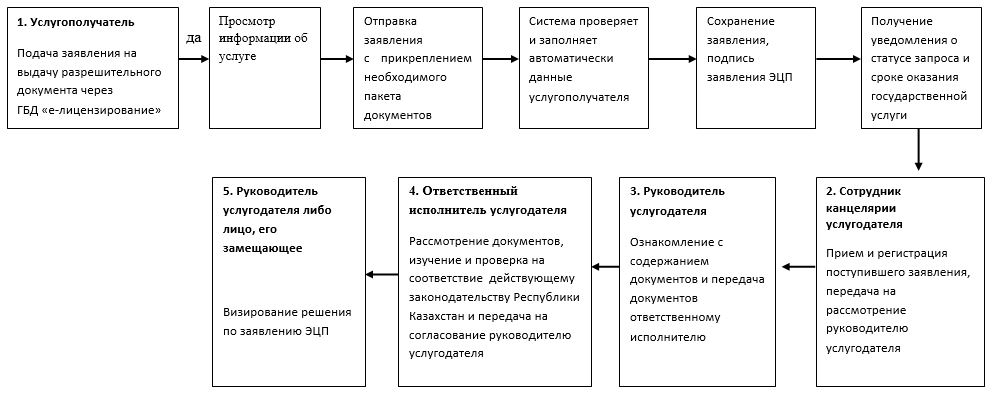 1. Услугополучатель
Подача заявления на
выдачу разрешительного
документа через
ГБД «е-лицензирование»
да
Просмотр
информации об
услуге
Отправка
заявления
с прикреплением
необходимого
пакета
документов
Система проверяет
и заполняет
автоматически
данные
услугополучателя
Сохранение
заявления,
подпись
заявления ЭЦП
Получение
уведомления о
статусе запроса и
сроке оказания
государственной
услуги
5. Руководитель
услугодателя либо
лицо, его
замещающее
Визирование решения
по заявлению ЭЦП
4. Ответственный
исполнитель услугодателя
Рассмотрение документов,
изучение и проверка на
соответствие действующему
законодательству Республики
Казахстан и передача на
согласование руководителю
услугодателя
3. Руководитель
услугодателя
Ознакомление с
содержанием
документов и передача
документов
ответственному
исполнителю
2. Сотрудник
канцелярии
услугодателя
Прием и регистрация
поступившего заявления,
передача на
рассмотрение
руководителю
услугодателя